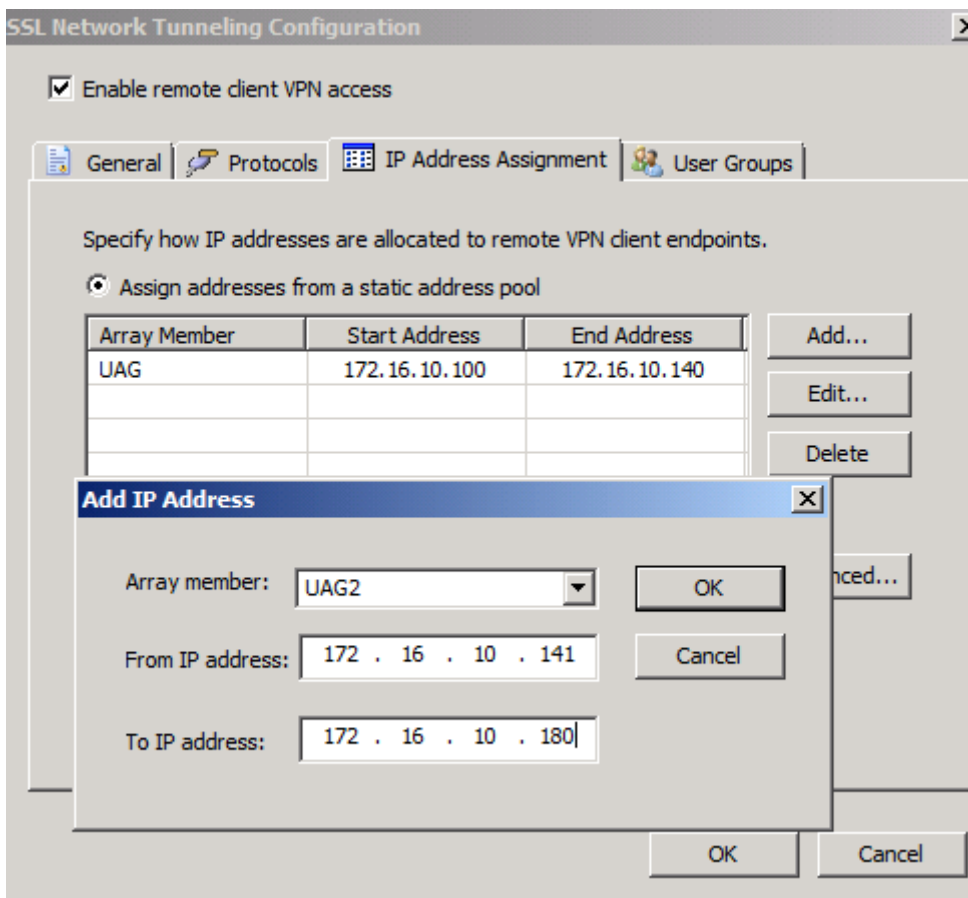 SSL Network Tunneling Configuration
Enable remote client VPN access
General Protocols IP Address Assignment User Groups
Specify how IP addresses are allocated to remote VPN client endpoints.
Assign addresses from a static address pool
Array Member Start Address End Address Add...
UAG 172.16.10.100 172.16.10.140
Edit...
Delete
Add IP Address
Array member: UAG2 OK
nced...
From IP address: 172 . 16 . 10 . 141 Cancel
To IP address: 172 . 16 . 10 . 180
OK Cancel